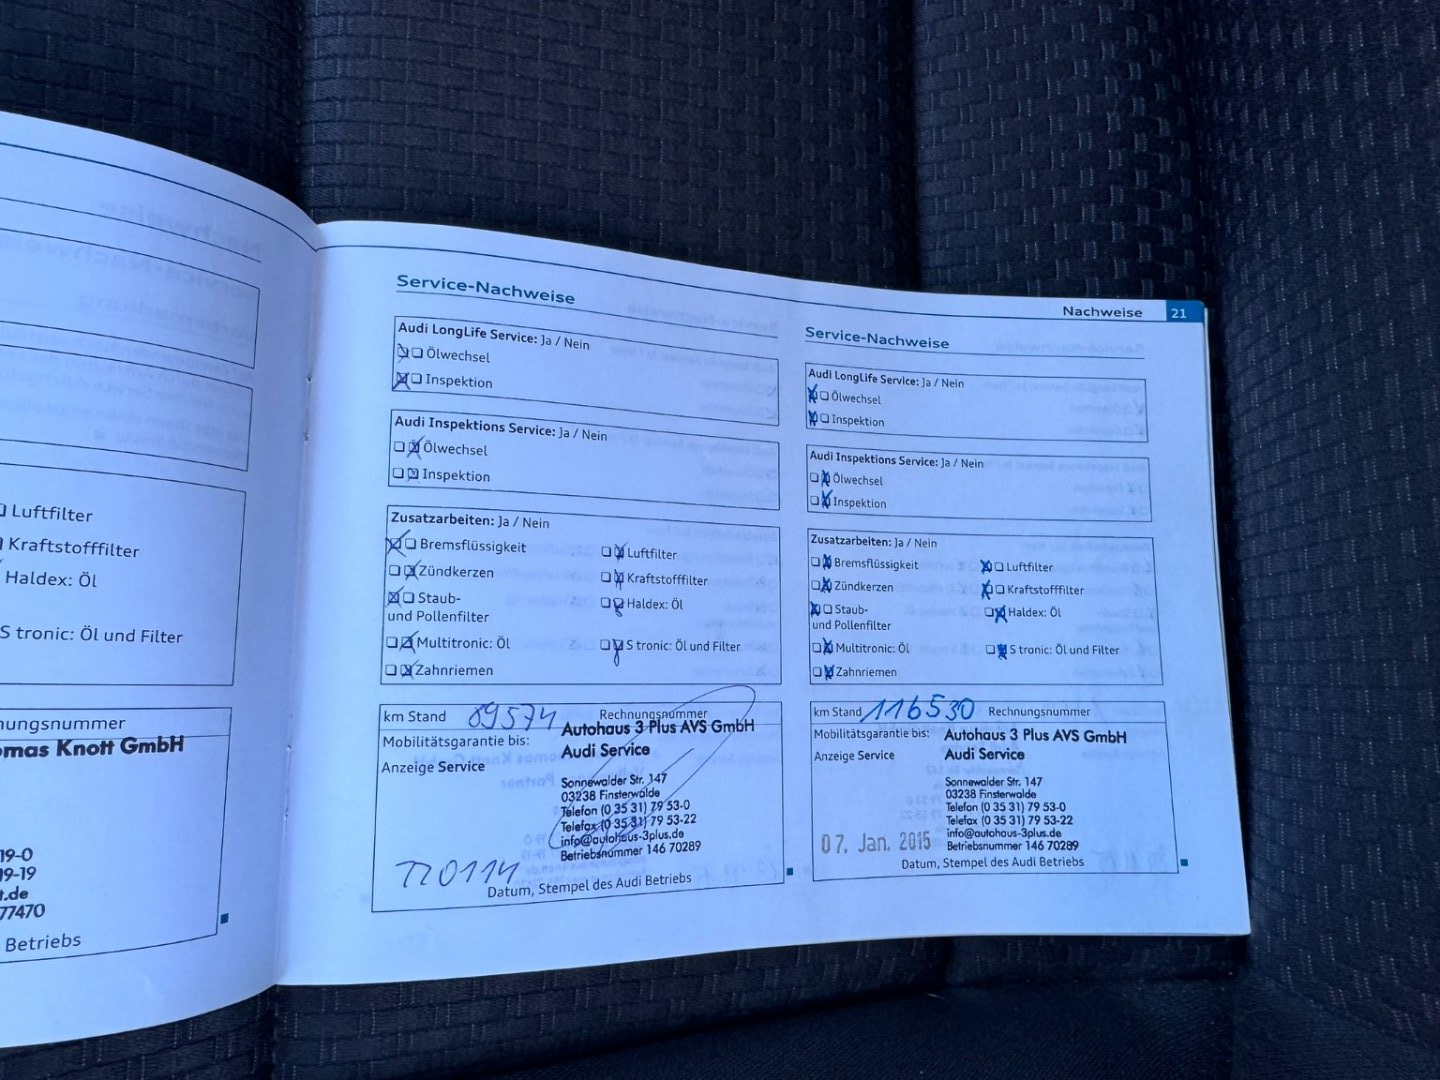 Luftfilter
Kraftstofffilter
Haldex: Öl
S tronic: Öl und Filter
omas Knott GmbH
19-0
9-19
t.de
77470
Betriebs
Nachweise 21
Service-Nachweise
Audi LongLife Service: Ja / Nein
Ölwechsel
Inspektion
Audi Inspektions Service: Ja / Nein
Ölwechsel
Inspektion
Zusatzarbeiten: Ja / Nein
Bremsflüssigkeit
Luftfilter
Zündkerzen
Kraftstofffilter
Staub-
und Pollenfilter
Haldex: Öl
Multitronic: Öl
S tronic: Öl und Filter
Zahnriemen
km Stand 89574 Rechnungsnummer
Mobilitätsgarantie bis:
Anzeige Service
Autohaus 3 Plus AVS GmbH
Audi Service
Sonnewalder Str. 147
03238 Finsterwalde
Telefon (0 35 31) 79 53-0
Telefax (0 35 31) 79 53-22
info@autohaus-3plus.de
Betriebsnummer 146 70289
Datum, Stempel des Audi Betriebs
Service-Nachweise
Audi LongLife Service: Ja / Nein
Ölwechsel
Inspektion
Audi Inspektions Service: Ja / Nein
Ölwechsel
Inspektion
Zusatzarbeiten: Ja / Nein
Bremsflüssigkeit
Luftfilter
Zündkerzen
Kraftstofffilter
Staub-
und Pollenfilter
Haldex: Öl
Multitronic: Öl
S tronic: Öl und Filter
Zahnriemen
km Stand 116530 Rechnungsnummer
Mobilitätsgarantie bis:
Anzeige Service
Autohaus 3 Plus AVS GmbH
Audi Service
Sonnewalder Str. 147
03238 Finsterwalde
Telefon (0 35 31) 79 53-0
Telefax (0 35 31) 79 53-22
info@autohaus-3plus.de
Betriebsnummer 146 70289
07. Jan. 2015
Datum, Stempel des Audi Betriebs